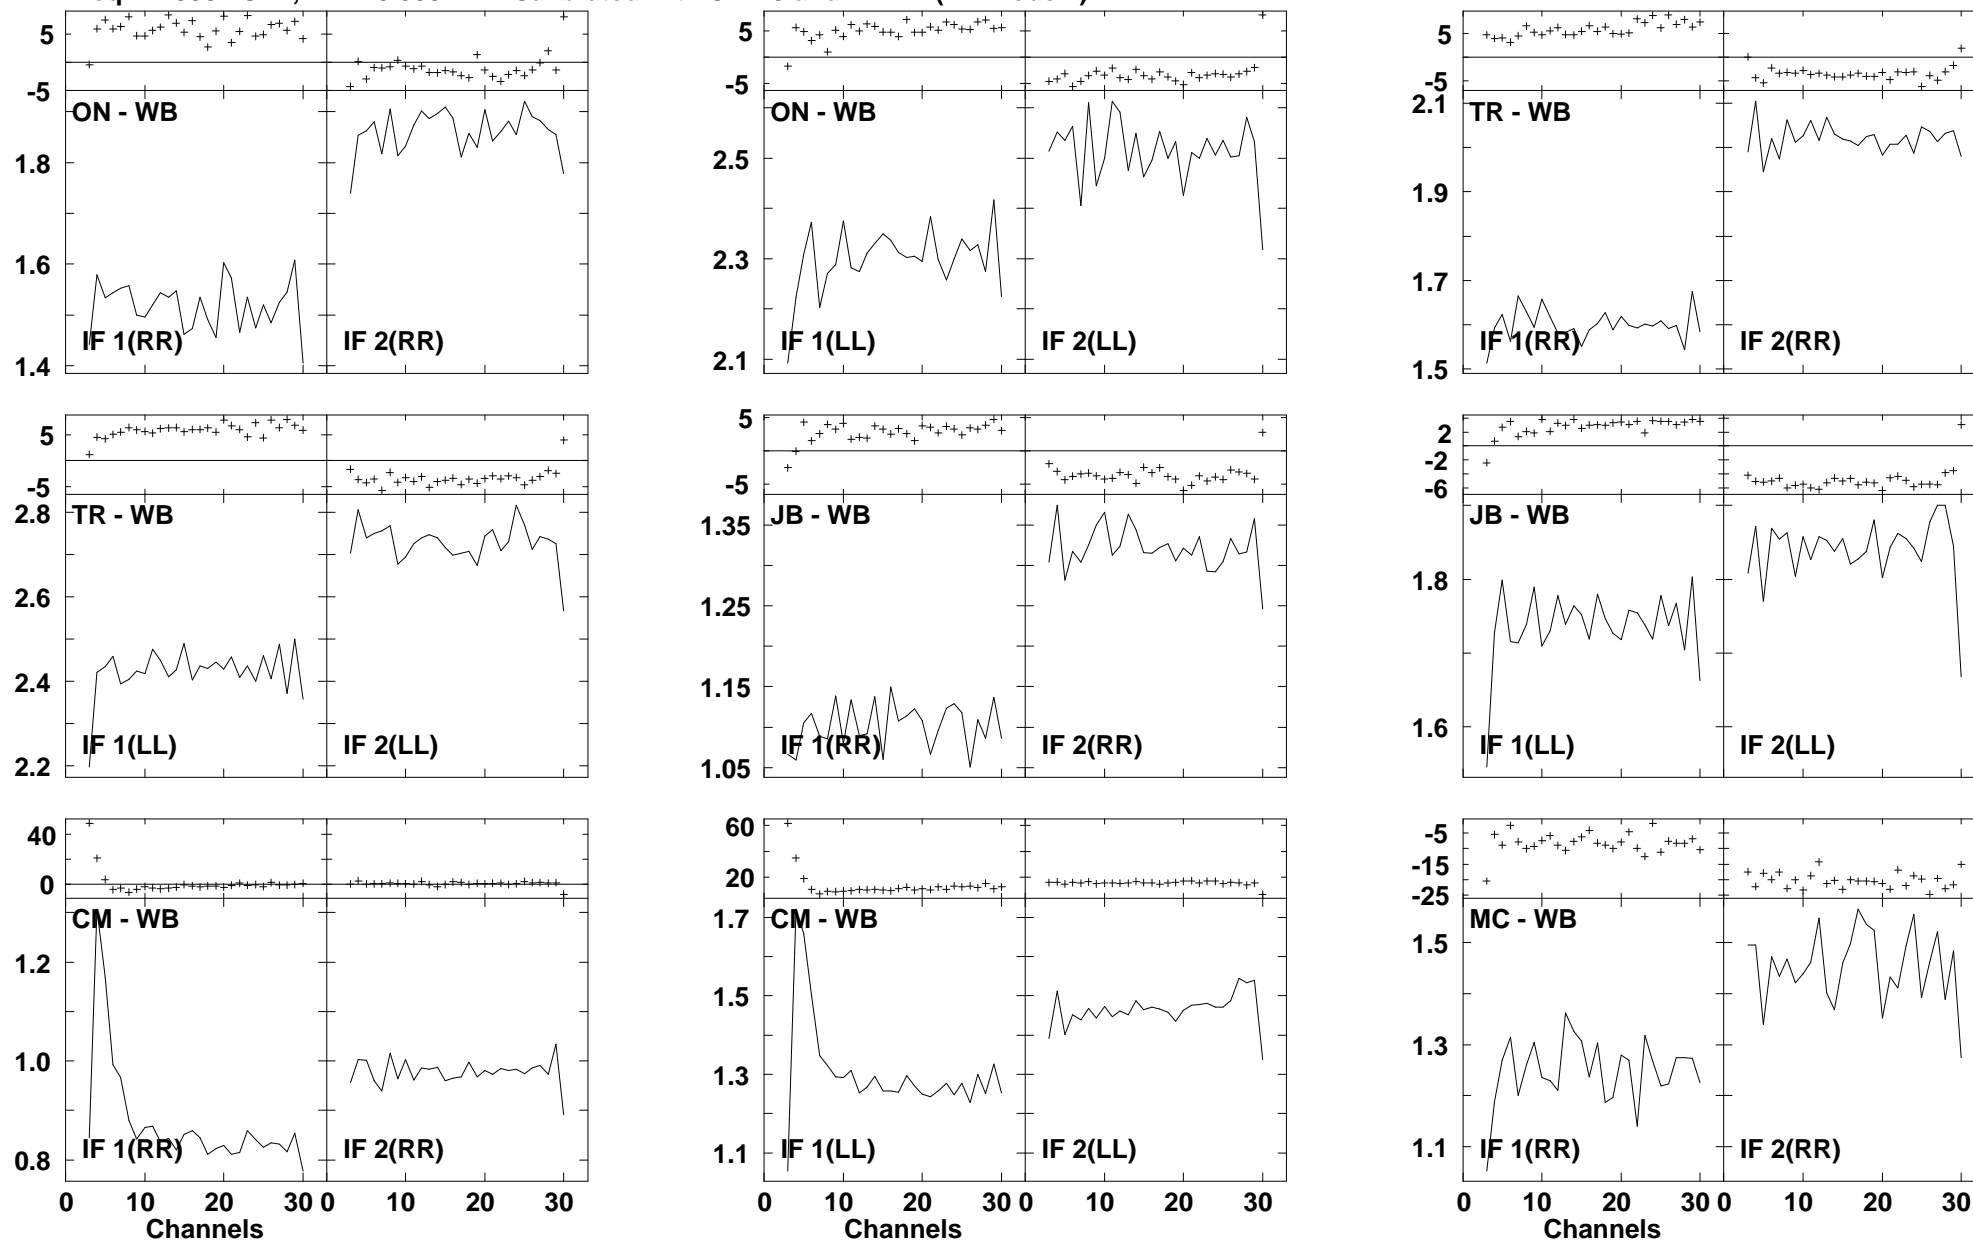 5 5 5
-5 -5 -5
ON - WB ON - WB 2.1 TR - WB
1.8 2.5 1.9
1.6 2.3 1.7
IF 1(RR) IF 2(RR) IF 1(LL) IF 2(LL) IF 1(RR) IF 2(RR)
1.4 2.1 1.5
5 5 2
-5 -5 -2
-6
2.8 TR - WB 1.35 JB - WB JB - WB
2.6 1.25 1.8
2.4 1.15
IF 1(LL) IF 2(LL) IF 1(RR) IF 2(RR) 1.6 IF 1(LL) IF 2(LL)
2.2 1.05
40 60 -5
0 20 -15
-25
CM - WB 1.7 CM - WB MC - WB
1.2 1.5 1.5
1.0 1.3 1.3
IF 1(RR) IF 2(RR) IF 1(LL) IF 2(LL) IF 1(RR) IF 2(RR)
0.8 1.1 1.1
0 10 20 30 0 10 20 30 0 10 20 30 0 10 20 30 0 10 20 30 0 10 20 30
Channels Channels Channels